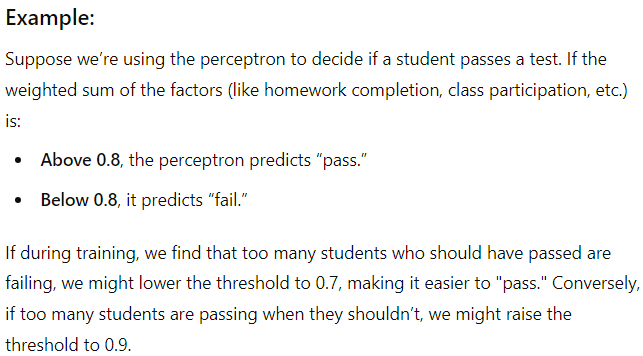 Example:
Suppose we’re using the perceptron to decide if a student passes a test. If the
weighted sum of the factors (like homework completion, class participation, etc.)
is:
• Above 0.8, the perceptron predicts “pass.”
• Below 0.8, it predicts “fail.”
If during training, we find that too many students who should have passed are
failing, we might lower the threshold to 0.7, making it easier to "pass." Conversely,
if too many students are passing when they shouldn’t, we might raise the
threshold to 0.9.